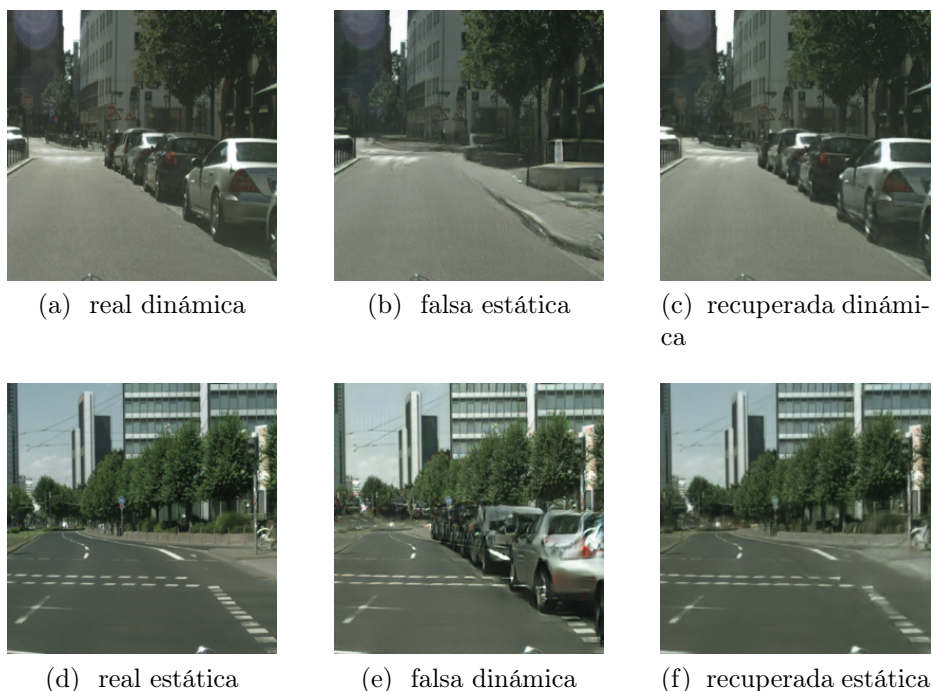 (a) real dinámica
(b) falsa estática
(c) recuperada dinámi-
ca
(d) real estática
(e) falsa dinámica
(f) recuperada estática